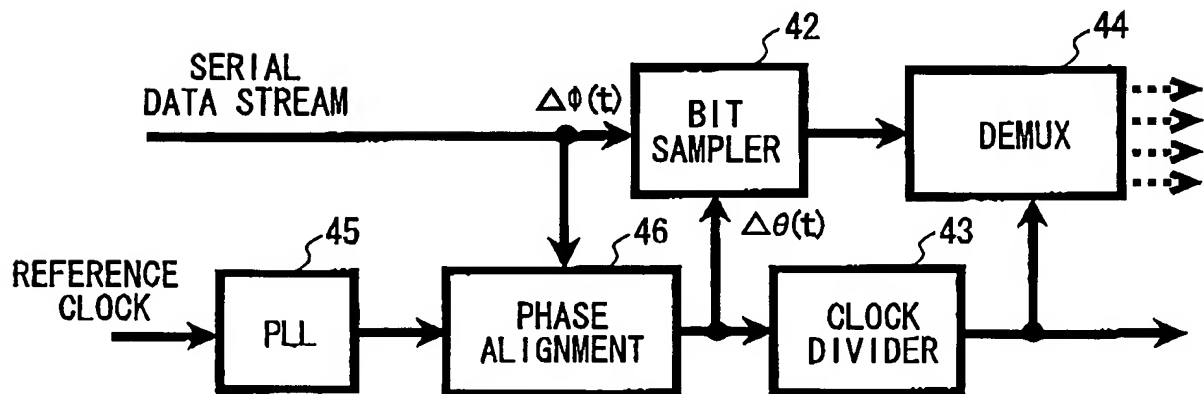 42
44
SERIAL
DATA STREAM
ΔΦ(t)
BIT
SAMPLER
DEMUX
Δθ(t)
45
46
43
REFERENCE
CLOCK
PLL
PHASE
ALIGNMENT
CLOCK
DIVIDER